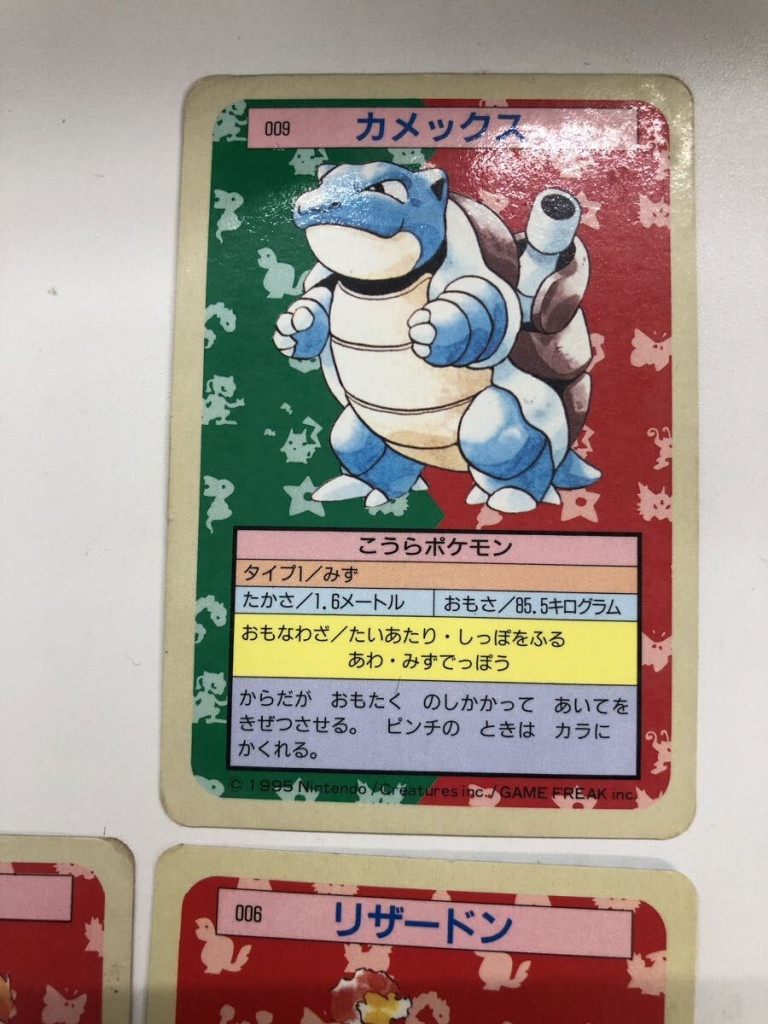 009 カメックス
こうらポケモン
タイプ1／みず
たかさ／1.6メートル おもさ／85.5キログラム
おもなわざ／たいあたり・しっぽをふる
あわ・みずでっぽう
からだが おもたく のしかかって あいてを
きぜつさせる。 ピンチの ときは カラに
かくれる。
© 1995 Nintendo／Creatures inc.／GAME FREAK inc.
006 リザードン